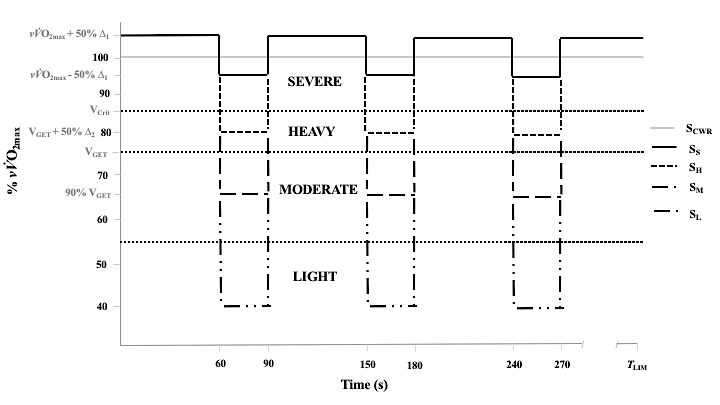 vV̇O2max + 50% Δ1
100
vV̇O2max - 50% Δ1
90
VCrit
VGET + 50% Δ2
80
VGET
70
90% VGET
60
50
40
% vV̇O2max
SEVERE
HEAVY
MODERATE
LIGHT
SCWR
SS
SH
SM
SL
60 90 150 180 240 270 TLIM
Time (s)